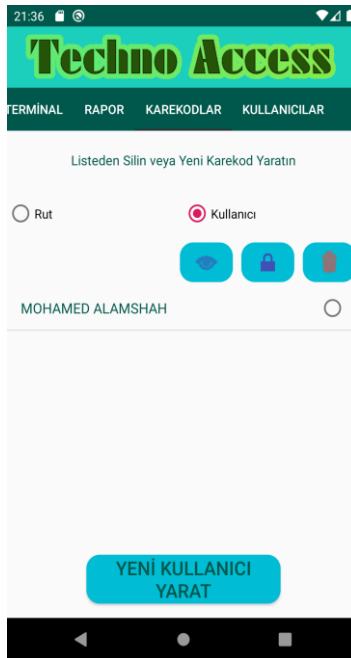 21:36
Techno Access
TERMİNAL RAPOR KAREKODLAR KULLANICILAR
Listeden Silin veya Yeni Karekod Yaratın
Rut Kullanıcı
MOHAMED ALAMSHAH
YENİ KULLANICI
YARAT